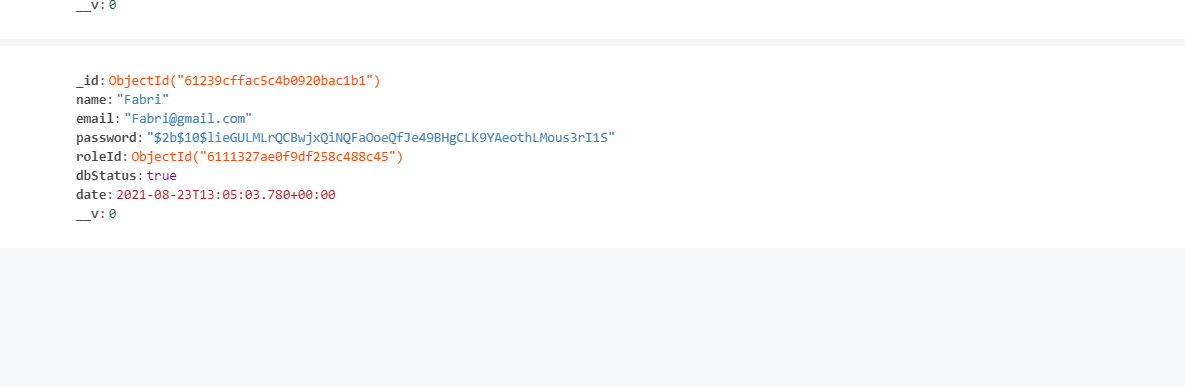 __v: 0
_id: ObjectId("61239cffac5c4b0920bac1b1")
name: "Fabri"
email: "Fabri@gmail.com"
password: "$2b$10$lieGULMLrQCBwjxQiNQFaOoeQfJe49BHgCLK9YAeothLMous3rI1S"
roleId: ObjectId("6111327ae0f9df258c488c45")
dbStatus: true
date: 2021-08-23T13:05:03.780+00:00
__v: 0